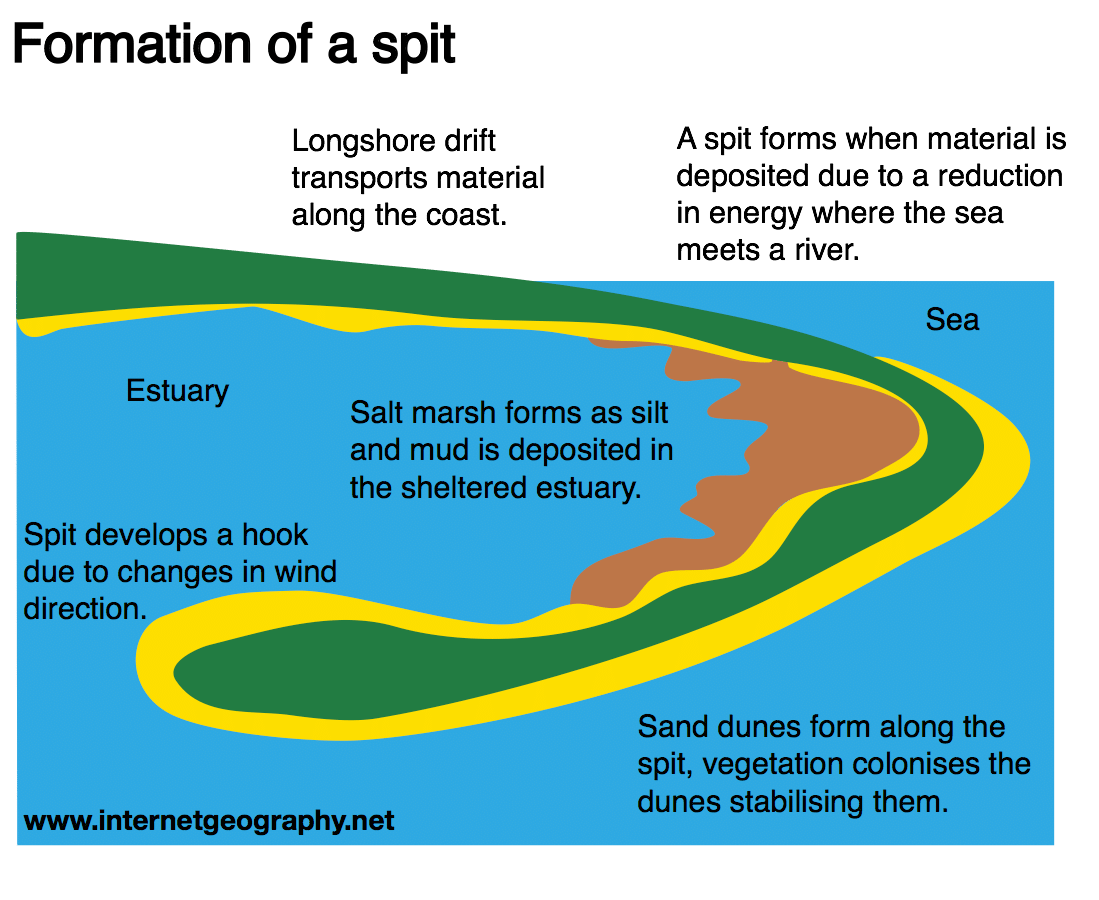 Formation of a spit
Longshore drift
transports material
along the coast.
A spit forms when material is
deposited due to a reduction
in energy where the sea
meets a river.
Sea
Estuary
Salt marsh forms as silt
and mud is deposited in
the sheltered estuary.
Spit develops a hook
due to changes in wind
direction.
Sand dunes form along the
spit, vegetation colonises the
dunes stabilising them.
www.internetgeography.net